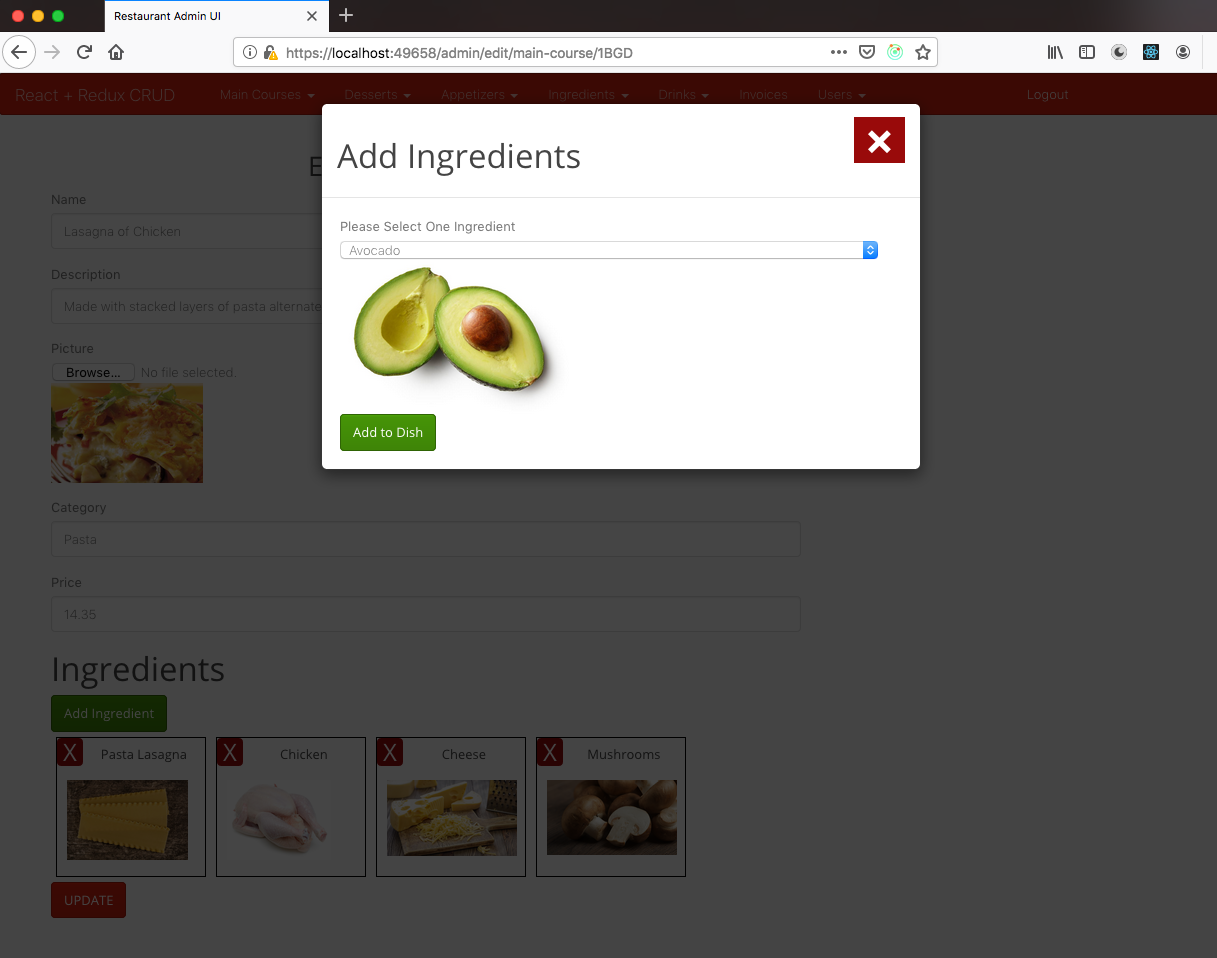 Restaurant Admin UI
https://localhost:49658/admin/edit/main-course/1BGD
React + Redux CRUD Main Courses Desserts Appetizers Ingredients Drinks Invoices Users Logout
Add Ingredients
Please Select One Ingredient
Avocado
Add to Dish
E
Name
Lasagna of Chicken
Description
Made with stacked layers of pasta alternate
Picture
Browse... No file selected.
Category
Pasta
Price
14.35
Ingredients
Add Ingredient
X Pasta Lasagna X Chicken X Cheese X Mushrooms
UPDATE